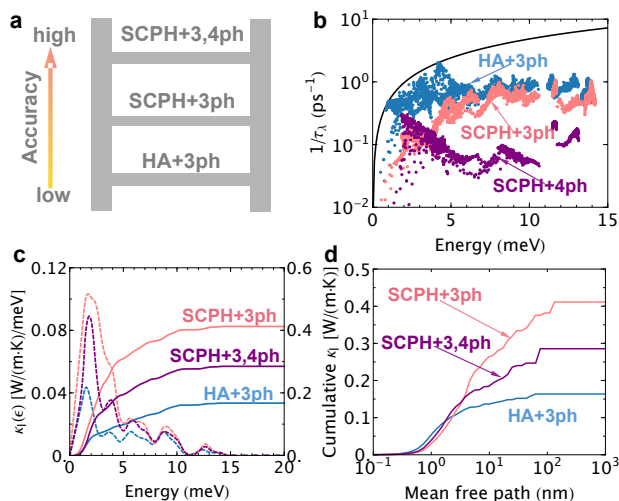 a
high
Accuracy
low
SCPH+3,4ph
SCPH+3ph
HA+3ph
b
1/τλ (ps⁻¹)
10¹
10⁰
10⁻¹
10⁻²
HA+3ph
SCPH+3ph
SCPH+4ph
0 5 10 15
Energy (meV)
c
κl(ϵ) [W/(m·K)/meV]
0.12
0.08
0.04
0
0.6
0.4
0.2
0.0
SCPH+3ph
SCPH+3,4ph
HA+3ph
0 5 10 15 20
Energy (meV)
d
Cumulative κl [W/(m·K)]
0.5
0.4
0.3
0.2
0.1
0
SCPH+3ph
SCPH+3,4ph
HA+3ph
10⁻¹ 10⁰ 10¹ 10² 10³
Mean free path (nm)